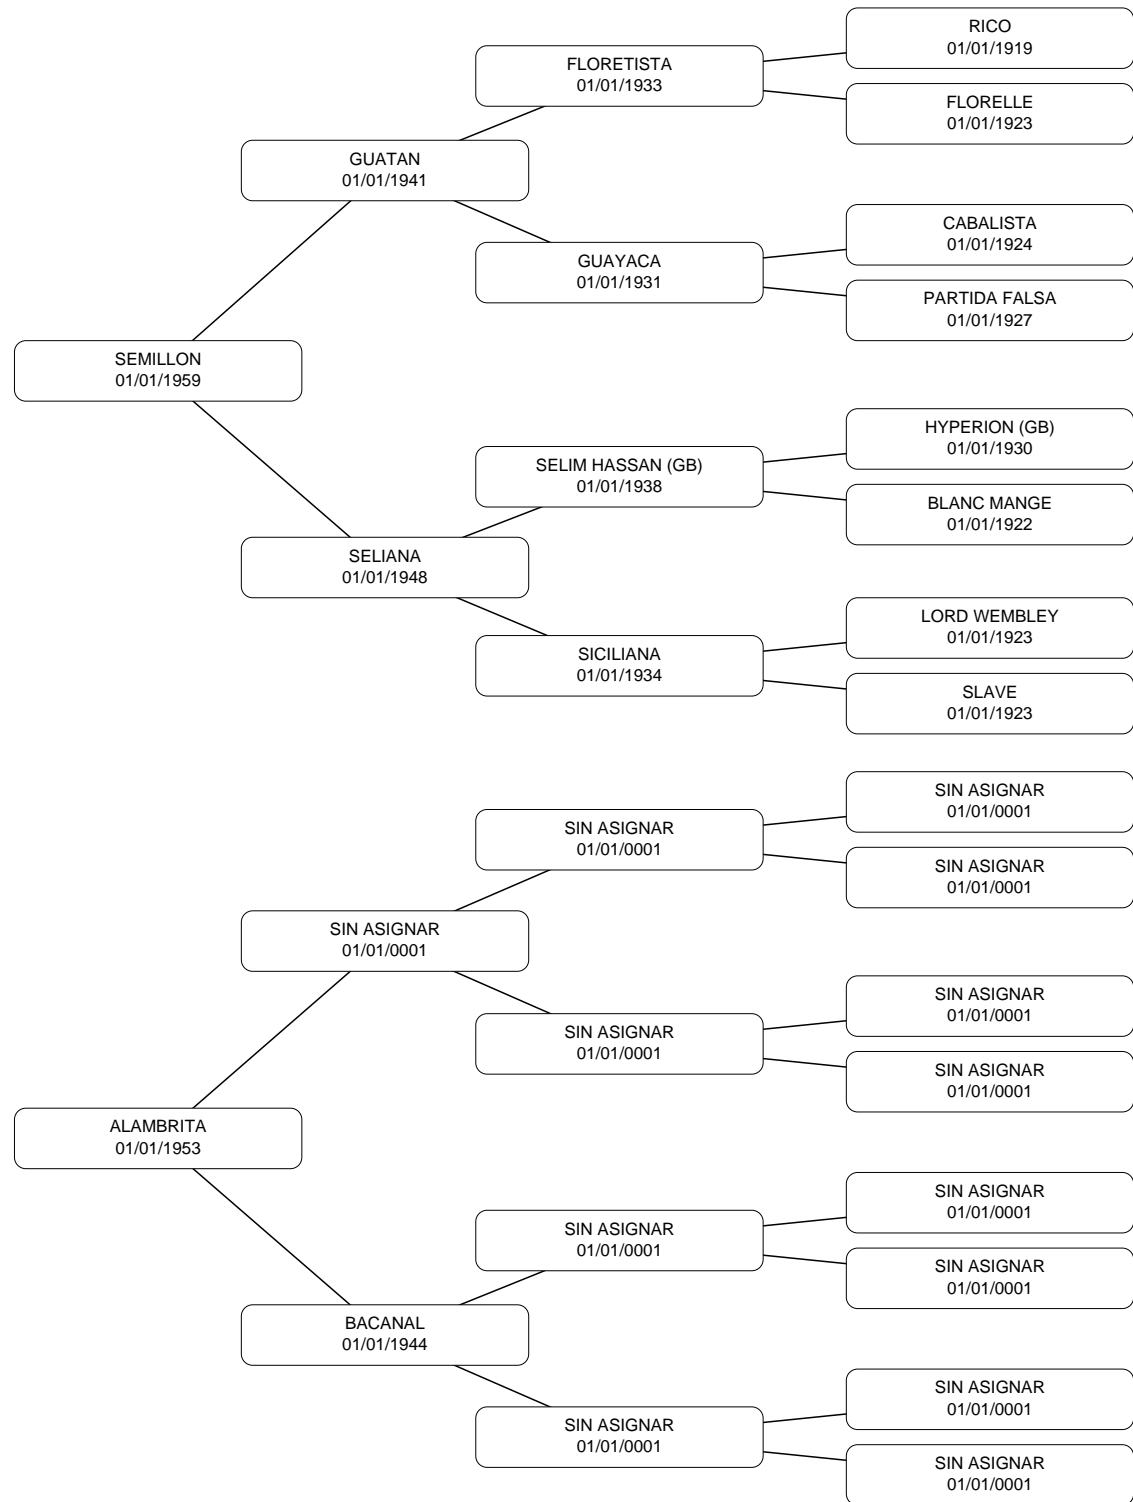 RICO
01/01/1919
FLORETISTA
01/01/1933
FLORELLE
01/01/1923
GUATAN
01/01/1941
CABALISTA
01/01/1924
GUAYACA
01/01/1931
PARTIDA FALSA
01/01/1927
SEMILLON
01/01/1959
HYPERION (GB)
01/01/1930
SELIM HASSAN (GB)
01/01/1938
BLANC MANGE
01/01/1922
SELIANA
01/01/1948
LORD WEMBLEY
01/01/1923
SICILIANA
01/01/1934
SLAVE
01/01/1923
SIN ASIGNAR
01/01/0001
SIN ASIGNAR
01/01/0001
SIN ASIGNAR
01/01/0001
SIN ASIGNAR
01/01/0001
SIN ASIGNAR
01/01/0001
SIN ASIGNAR
01/01/0001
SIN ASIGNAR
01/01/0001
ALAMBRITA
01/01/1953
SIN ASIGNAR
01/01/0001
SIN ASIGNAR
01/01/0001
SIN ASIGNAR
01/01/0001
BACANAL
01/01/1944
SIN ASIGNAR
01/01/0001
SIN ASIGNAR
01/01/0001
SIN ASIGNAR
01/01/0001